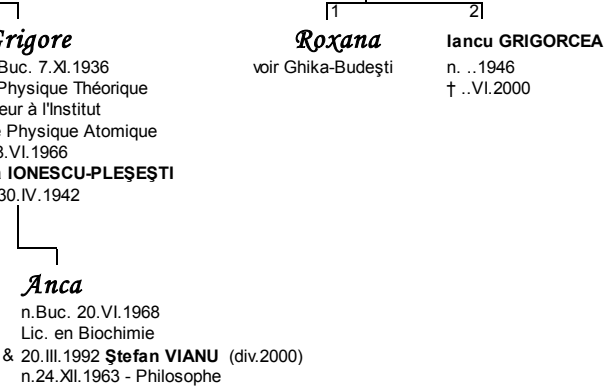 1 2
Grigore Roxana Iancu GRIGORCEA
Buc. 7.XI.1936 voir Ghika-Budeşti n. ..1946
Physique Théorique † ..VI.2000
eur à l'Institut
Physique Atomique
.VI.1966
IONESCU-PLEŞEŞTI
30.IV.1942
Anca
n.Buc. 20.VI.1968
Lic. en Biochimie
& 20.III.1992 Ştefan VIANU (div.2000)
n.24.XII.1963 - Philosophe